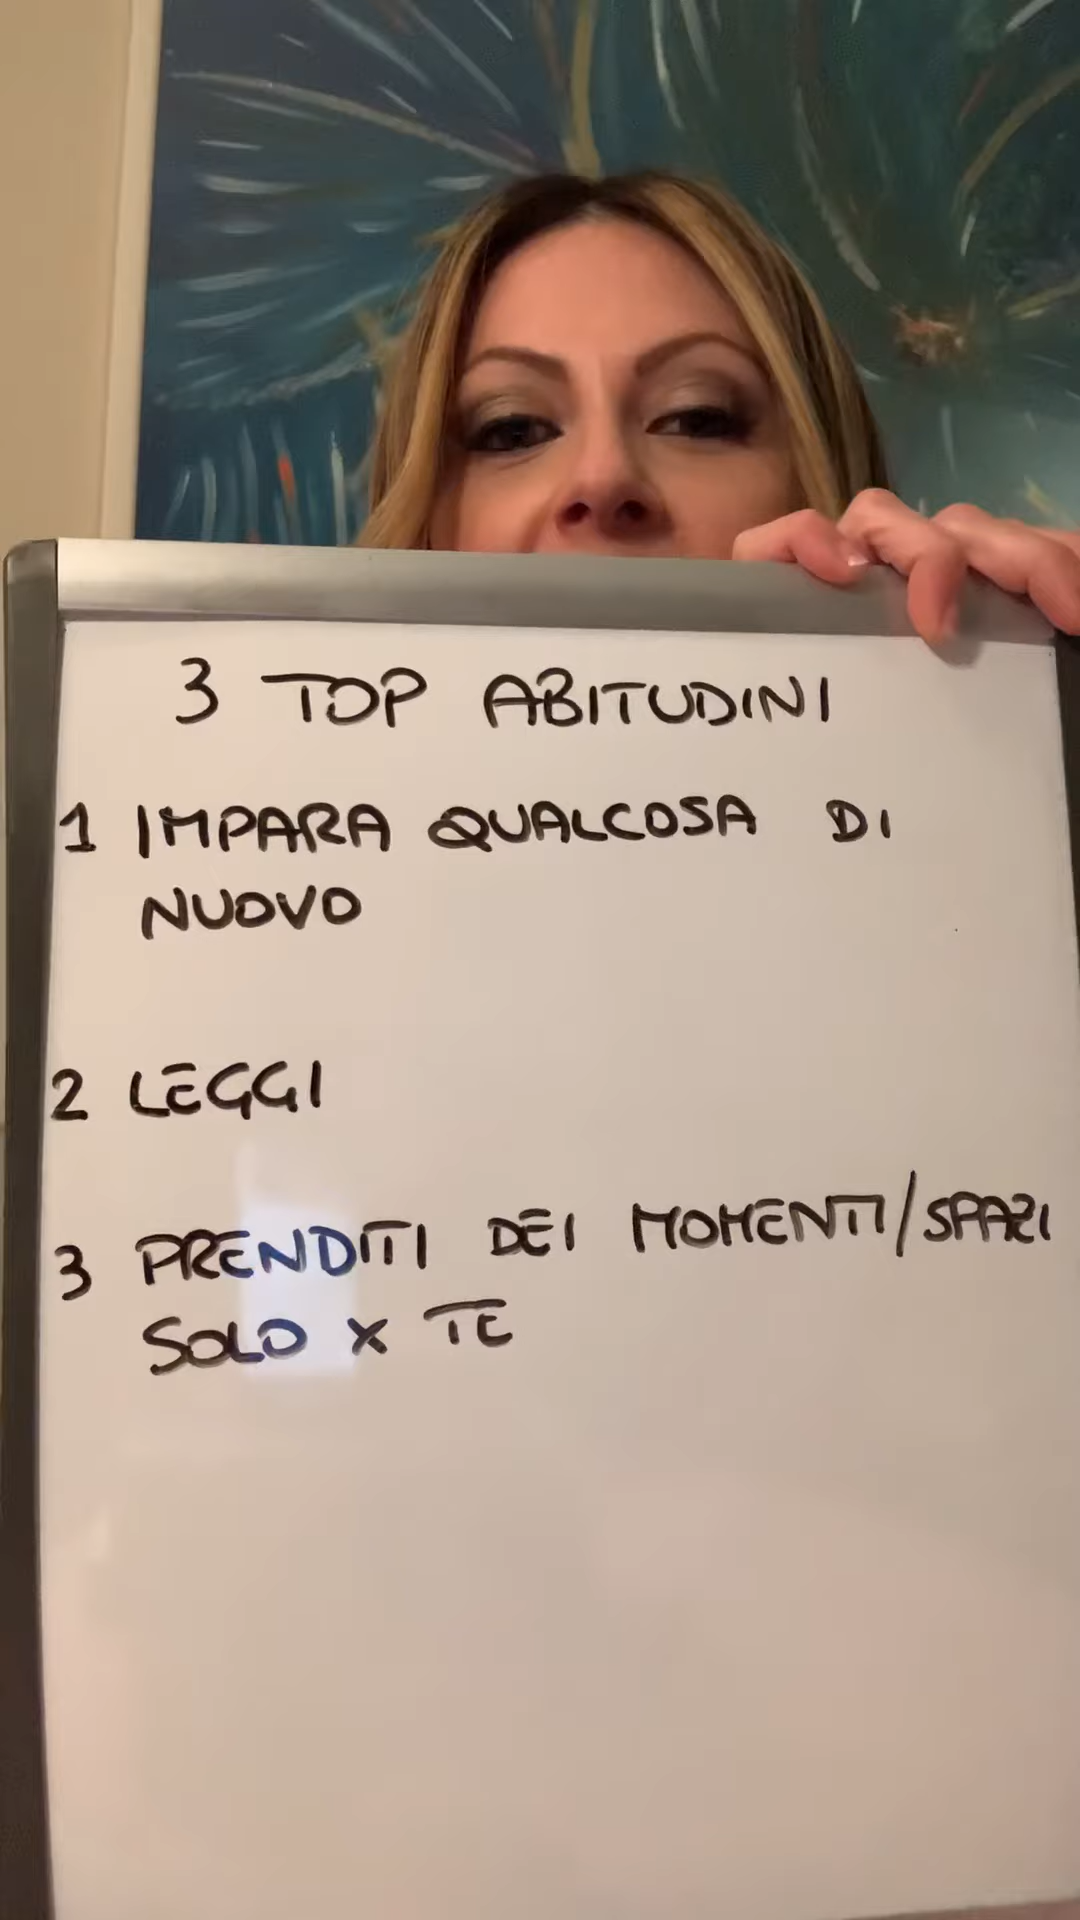 3 TOP ABITUDINI
1 IMPARA QUALCOSA DI
NUOVO
2 LEGGI
3 PRENDITI DEI MOMENTI/SPAZI
SOLO X TE